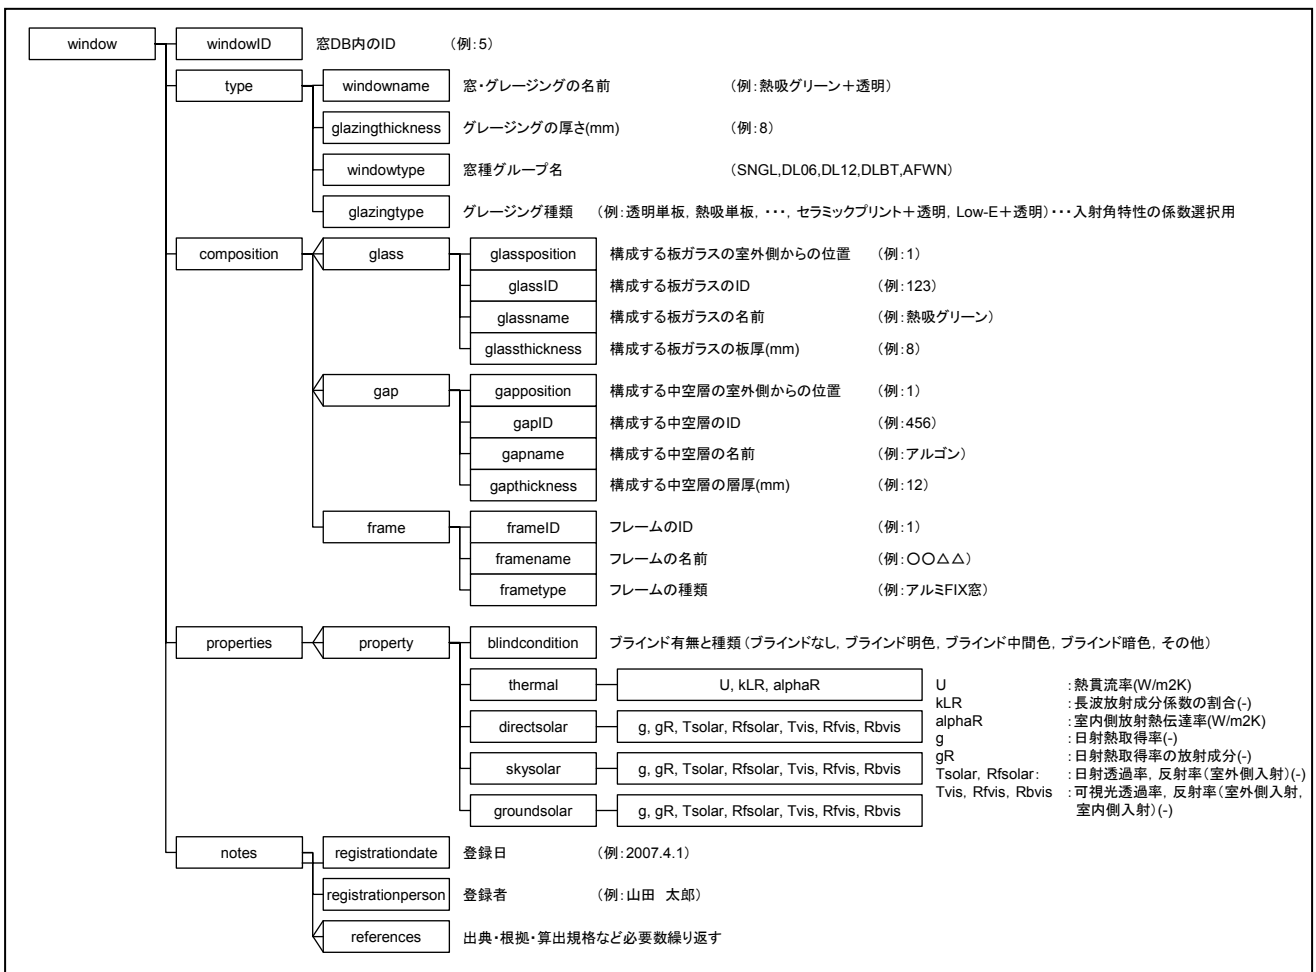 window windowID 窓DB内のID (例:5)
type windowname 窓・グレージングの名前 (例:熱吸グリーン＋透明)
glazingthickness グレージングの厚さ(mm) (例:8)
windowtype 窓種グループ名 (SNGL,DL06,DL12,DLBT,AFWN)
glazingtype グレージング種類 (例:透明単板, 熱吸単板, ・・・, セラミックプリント＋透明, Low-E＋透明)・・・入射角特性の係数選択用
composition glass glassposition 構成する板ガラスの室外側からの位置 (例:1)
glassID 構成する板ガラスのID (例:123)
glassname 構成する板ガラスの名前 (例:熱吸グリーン)
glassthickness 構成する板ガラスの板厚(mm) (例:8)
gap gapposition 構成する中空層の室外側からの位置 (例:1)
gapID 構成する中空層のID (例:456)
gapname 構成する中空層の名前 (例:アルゴン)
gapthickness 構成する中空層の層厚(mm) (例:12)
frame frameID フレームのID (例:1)
framename フレームの名前 (例:○○△△)
frametype フレームの種類 (例:アルミFIX窓)
properties property blindcondition ブラインド有無と種類(ブラインドなし, ブラインド明色, ブラインド中間色, ブラインド暗色, その他)
thermal U, kLR, alphaR
directsolar g, gR, Tsolar, Rfsolar, Tvis, Rfvis, Rbvis
skysolar g, gR, Tsolar, Rfsolar, Tvis, Rfvis, Rbvis
groundsolar g, gR, Tsolar, Rfsolar, Tvis, Rfvis, Rbvis
U :熱貫流率(W/m2K)
kLR :長波放射成分係数の割合(-)
alphaR :室内側放射熱伝達率(W/m2K)
g :日射熱取得率(-)
gR :日射熱取得率の放射成分(-)
Tsolar, Rfsolar: :日射透過率, 反射率(室外側入射)(-)
Tvis, Rfvis, Rbvis :可視光透過率, 反射率(室外側入射,
室内側入射)(-)
notes registrationdate 登録日 (例:2007.4.1)
registrationperson 登録者 (例:山田　太郎)
references 出典・根拠・算出規格など必要数繰り返す